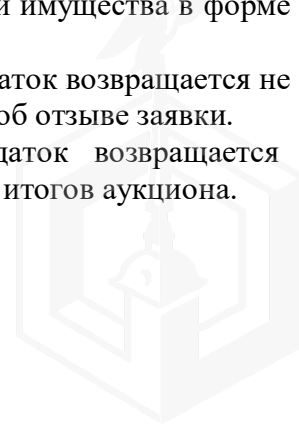 и имущества в форме
даток возвращается не
об отзыве заявки.
даток возвращается
итогов аукциона.